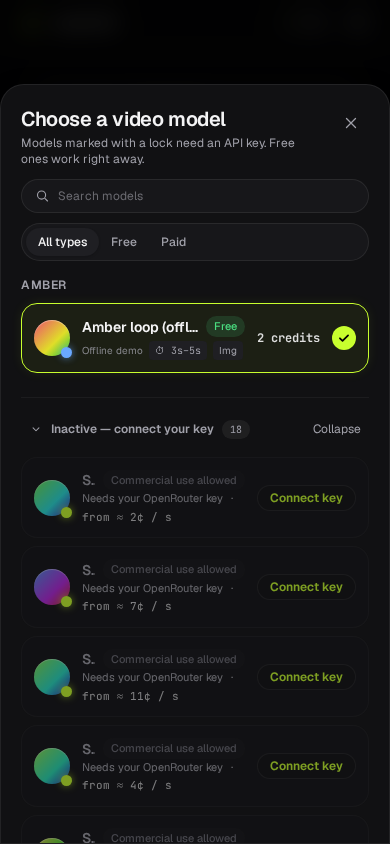 Choose a video model
Models marked with a lock need an API key. Free
ones work right away.
Search models
All types Free Paid
AMBER
Amber loop (offl... Free
Offline demo 3s–5s Img
2 credits
Inactive — connect your key 18 Collapse
S.. Commercial use allowed
Needs your OpenRouter key ·
from ≈ 2¢ / s
Connect key
S.. Commercial use allowed
Needs your OpenRouter key ·
from ≈ 7¢ / s
Connect key
S.. Commercial use allowed
Needs your OpenRouter key ·
from ≈ 11¢ / s
Connect key
S.. Commercial use allowed
Needs your OpenRouter key ·
from ≈ 4¢ / s
Connect key
S.. Commercial use allowed